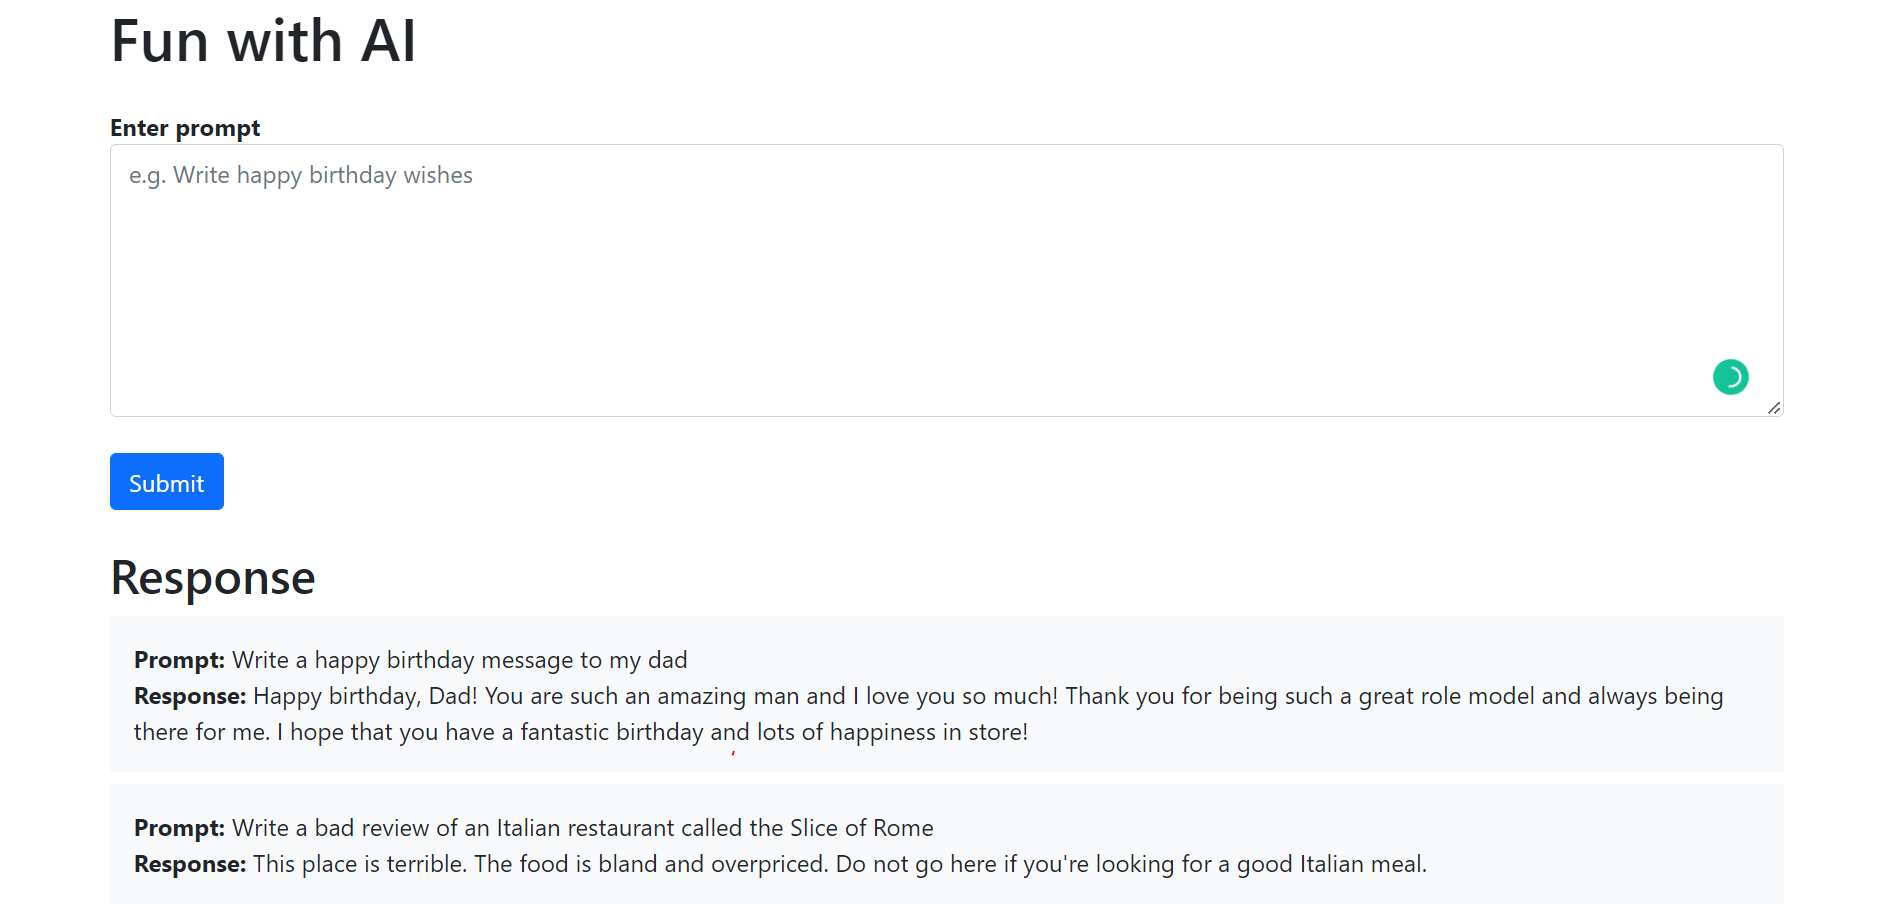 Fun with AI
Enter prompt
e.g. Write happy birthday wishes
Submit
Response
Prompt: Write a happy birthday message to my dad
Response: Happy birthday, Dad! You are such an amazing man and I love you so much! Thank you for being such a great role model and always being
there for me. I hope that you have a fantastic birthday and lots of happiness in store!
Prompt: Write a bad review of an Italian restaurant called the Slice of Rome
Response: This place is terrible. The food is bland and overpriced. Do not go here if you're looking for a good Italian meal.